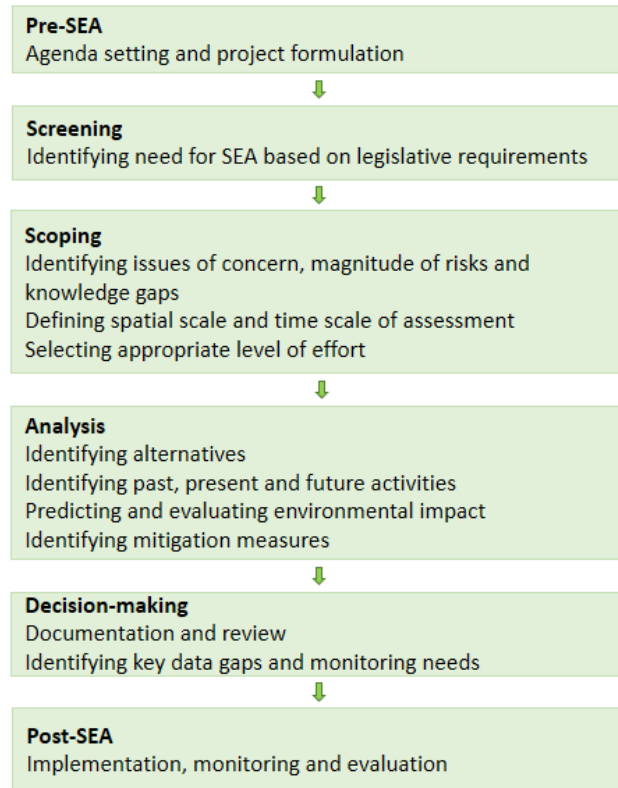 Pre-SEA
Agenda setting and project formulation
Screening
Identifying need for SEA based on legislative requirements
Scoping
Identifying issues of concern, magnitude of risks and
knowledge gaps
Defining spatial scale and time scale of assessment
Selecting appropriate level of effort
Analysis
Identifying alternatives
Identifying past, present and future activities
Predicting and evaluating environmental impact
Identifying mitigation measures
Decision-making
Documentation and review
Identifying key data gaps and monitoring needs
Post-SEA
Implementation, monitoring and evaluation